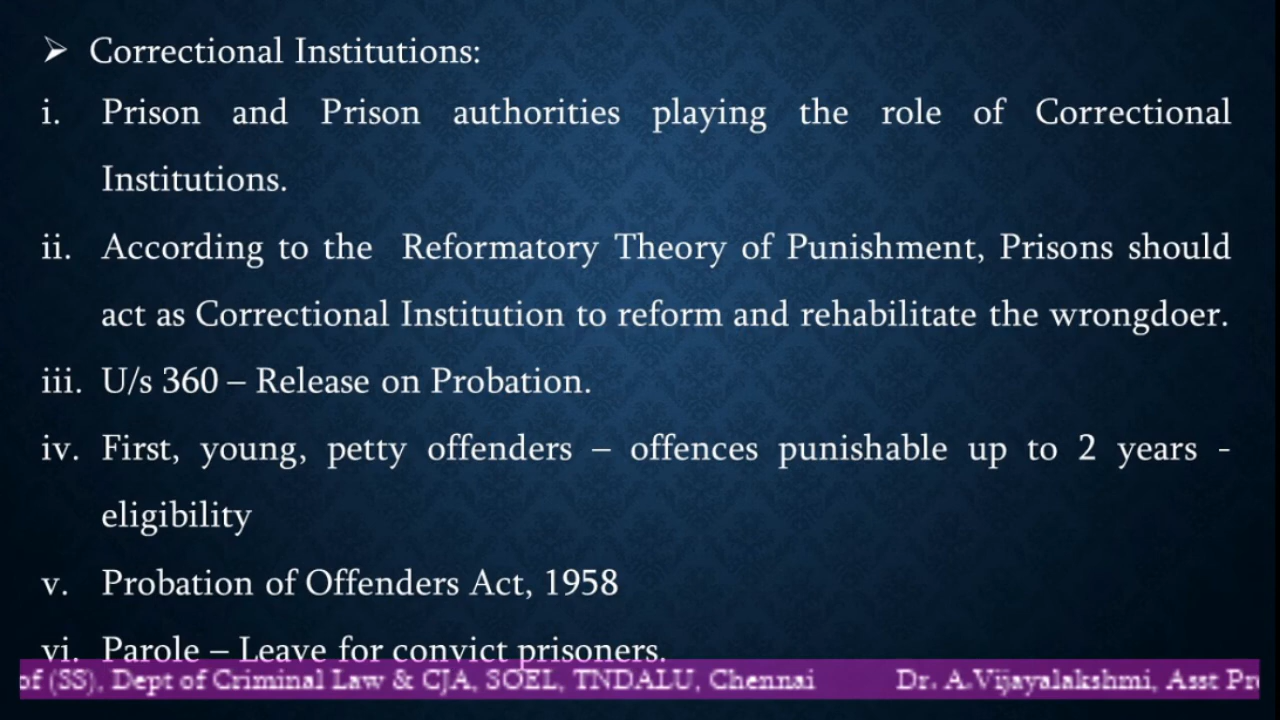 ➢ Correctional Institutions:
i. Prison and Prison authorities playing the role of Correctional
Institutions.
ii. According to the Reformatory Theory of Punishment, Prisons should
act as Correctional Institution to reform and rehabilitate the wrongdoer.
iii. U/s 360 – Release on Probation.
iv. First, young, petty offenders – offences punishable up to 2 years -
eligibility
v. Probation of Offenders Act, 1958
vi. Parole – Leave for convict prisoners.
of (SS), Dept of Criminal Law & CJA, SOEL, TNDALU, Chennai Dr. A.Vijayalakshmi, Asst Pro